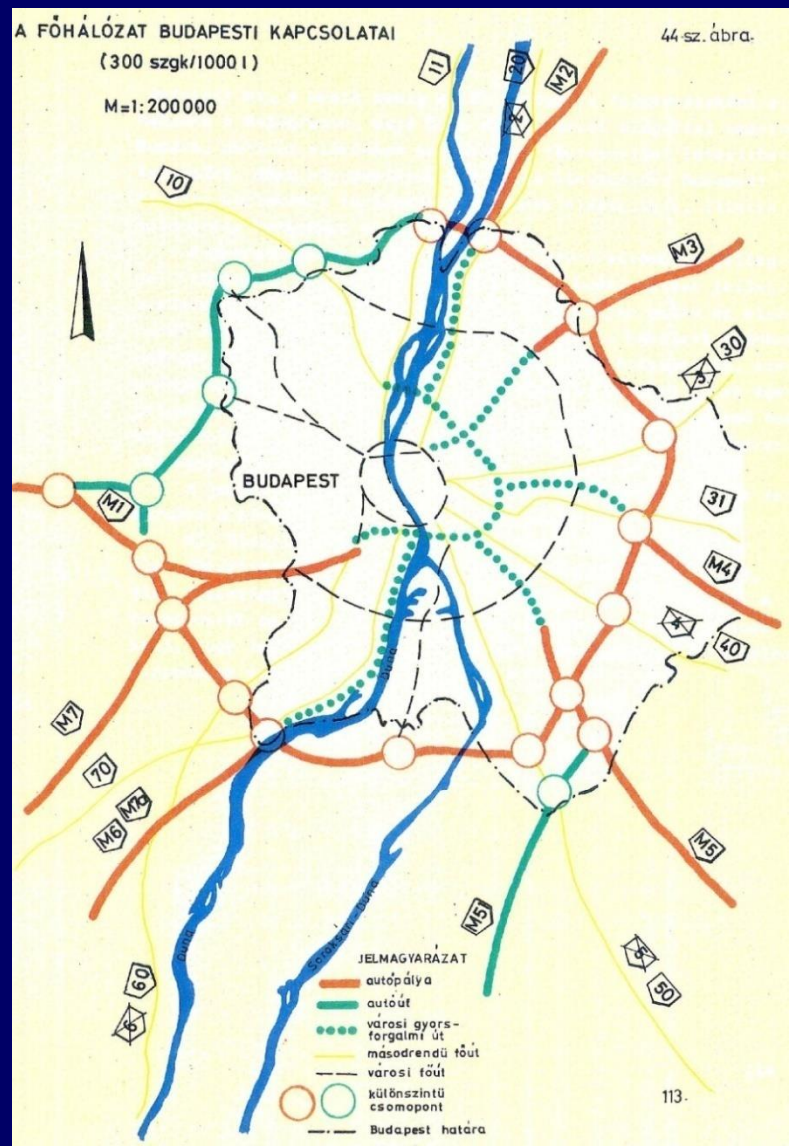 A FŐHÁLÓZAT BUDAPESTI KAPCSOLATAI
44.sz. ábra.
(300 szgk/1000 l)
M=1:200000
11
20
2
M2
10
M3
30
3
BUDAPEST
M1
31
M4
4
40
Duna
M7
70
M6
M70
M5
M51
5
50
Duna
Soroksári-Duna
60
6
JELMAGYARÁZAT
autópálya
autóút
városi gyors-
forgalmi út
másodrendű főút
városi főút
különszintű
csomopont
Budapest határa
113.